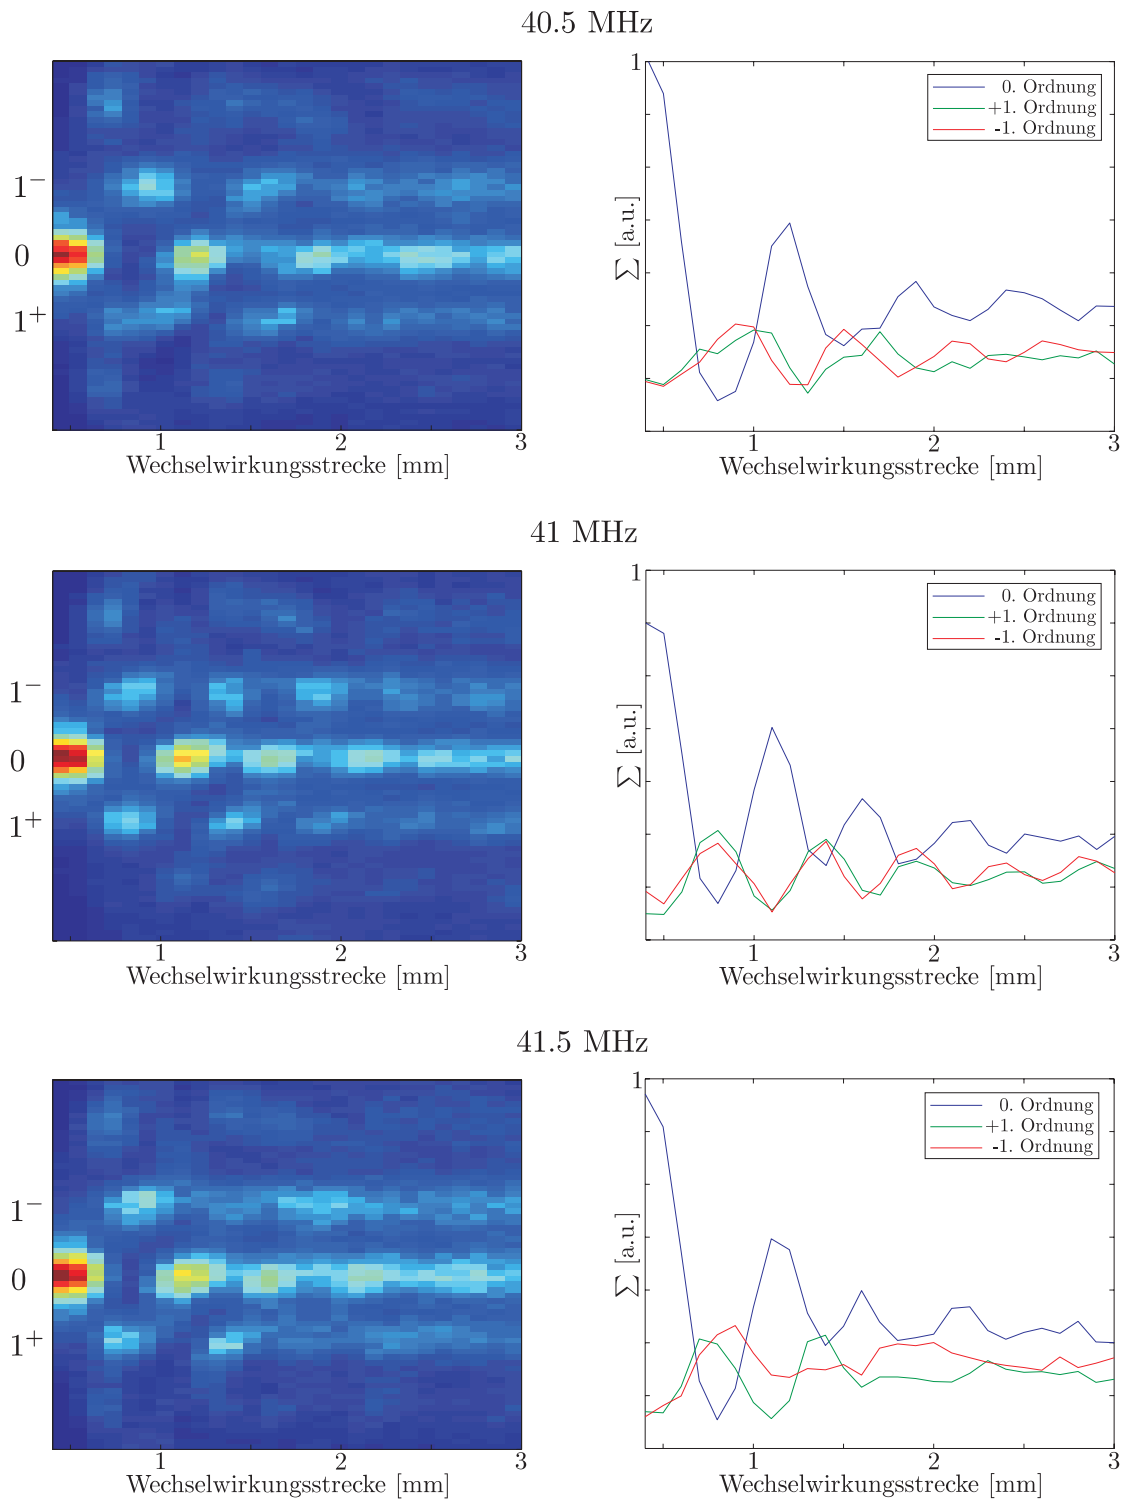 40.5 MHz
1⁻
0
1⁺
1 2 3
Wechselwirkungsstrecke [mm]
1
∑ [a.u.]
0. Ordnung
+1. Ordnung
-1. Ordnung
1 2 3
Wechselwirkungsstrecke [mm]
41 MHz
1⁻
0
1⁺
1 2 3
Wechselwirkungsstrecke [mm]
1
∑ [a.u.]
0. Ordnung
+1. Ordnung
-1. Ordnung
1 2 3
Wechselwirkungsstrecke [mm]
41.5 MHz
1⁻
0
1⁺
1 2 3
Wechselwirkungsstrecke [mm]
1
∑ [a.u.]
0. Ordnung
+1. Ordnung
-1. Ordnung
1 2 3
Wechselwirkungsstrecke [mm]